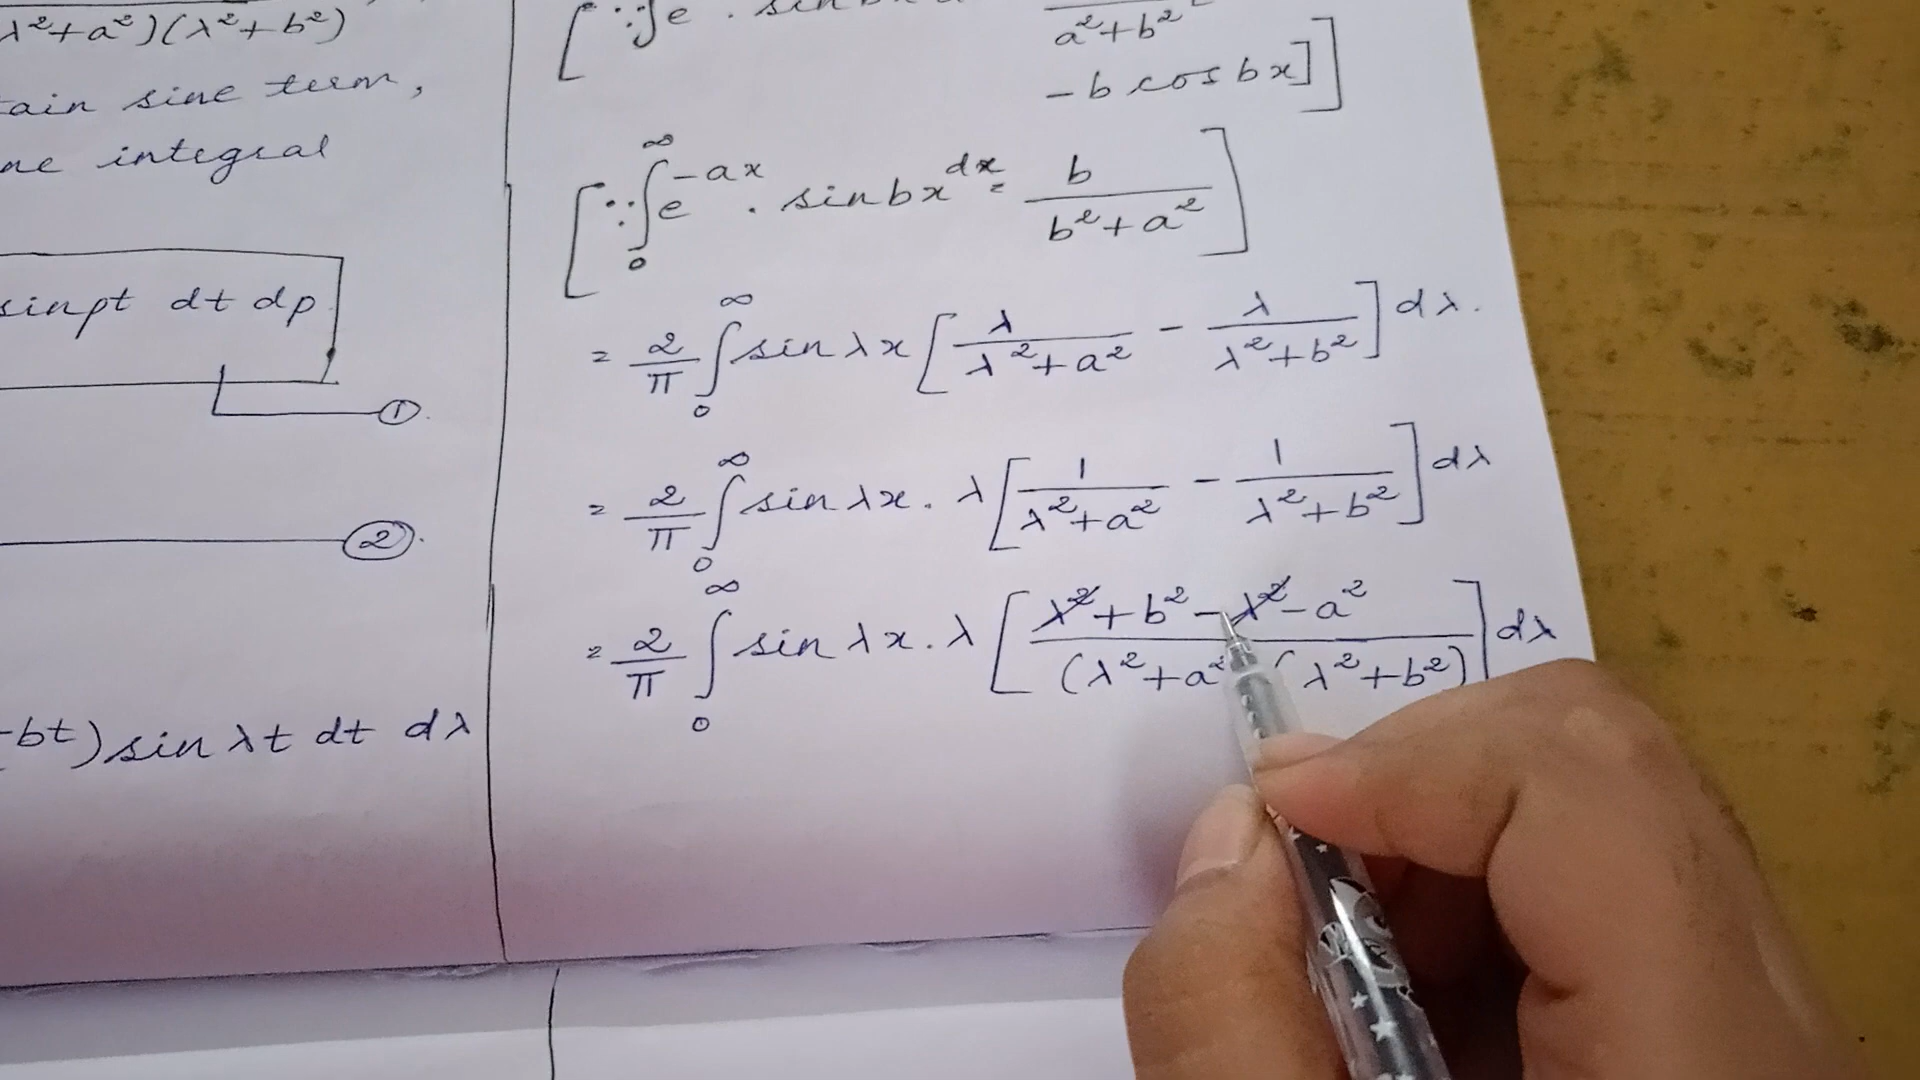 λ²+a²)(λ²+b²)
tain sine term,
ne integral
sinpt dt dp
①.
②.
-bt) sin λt dt dλ
[∵∫e . sin
a²+b²
-b cos bx]]
[∵ ∫₀^∞ e^-ax . sin bx dx = b/(b²+a²)]
= 2/π ∫₀^∞ sin λx [λ/(λ²+a²) - λ/(λ²+b²)] dλ.
= 2/π ∫₀^∞ sin λx . λ [1/(λ²+a²) - 1/(λ²+b²)] dλ
= 2/π ∫₀^∞ sin λx . λ [(λ²+b²-λ²-a²)/((λ²+a² (λ²+b²)] dλ